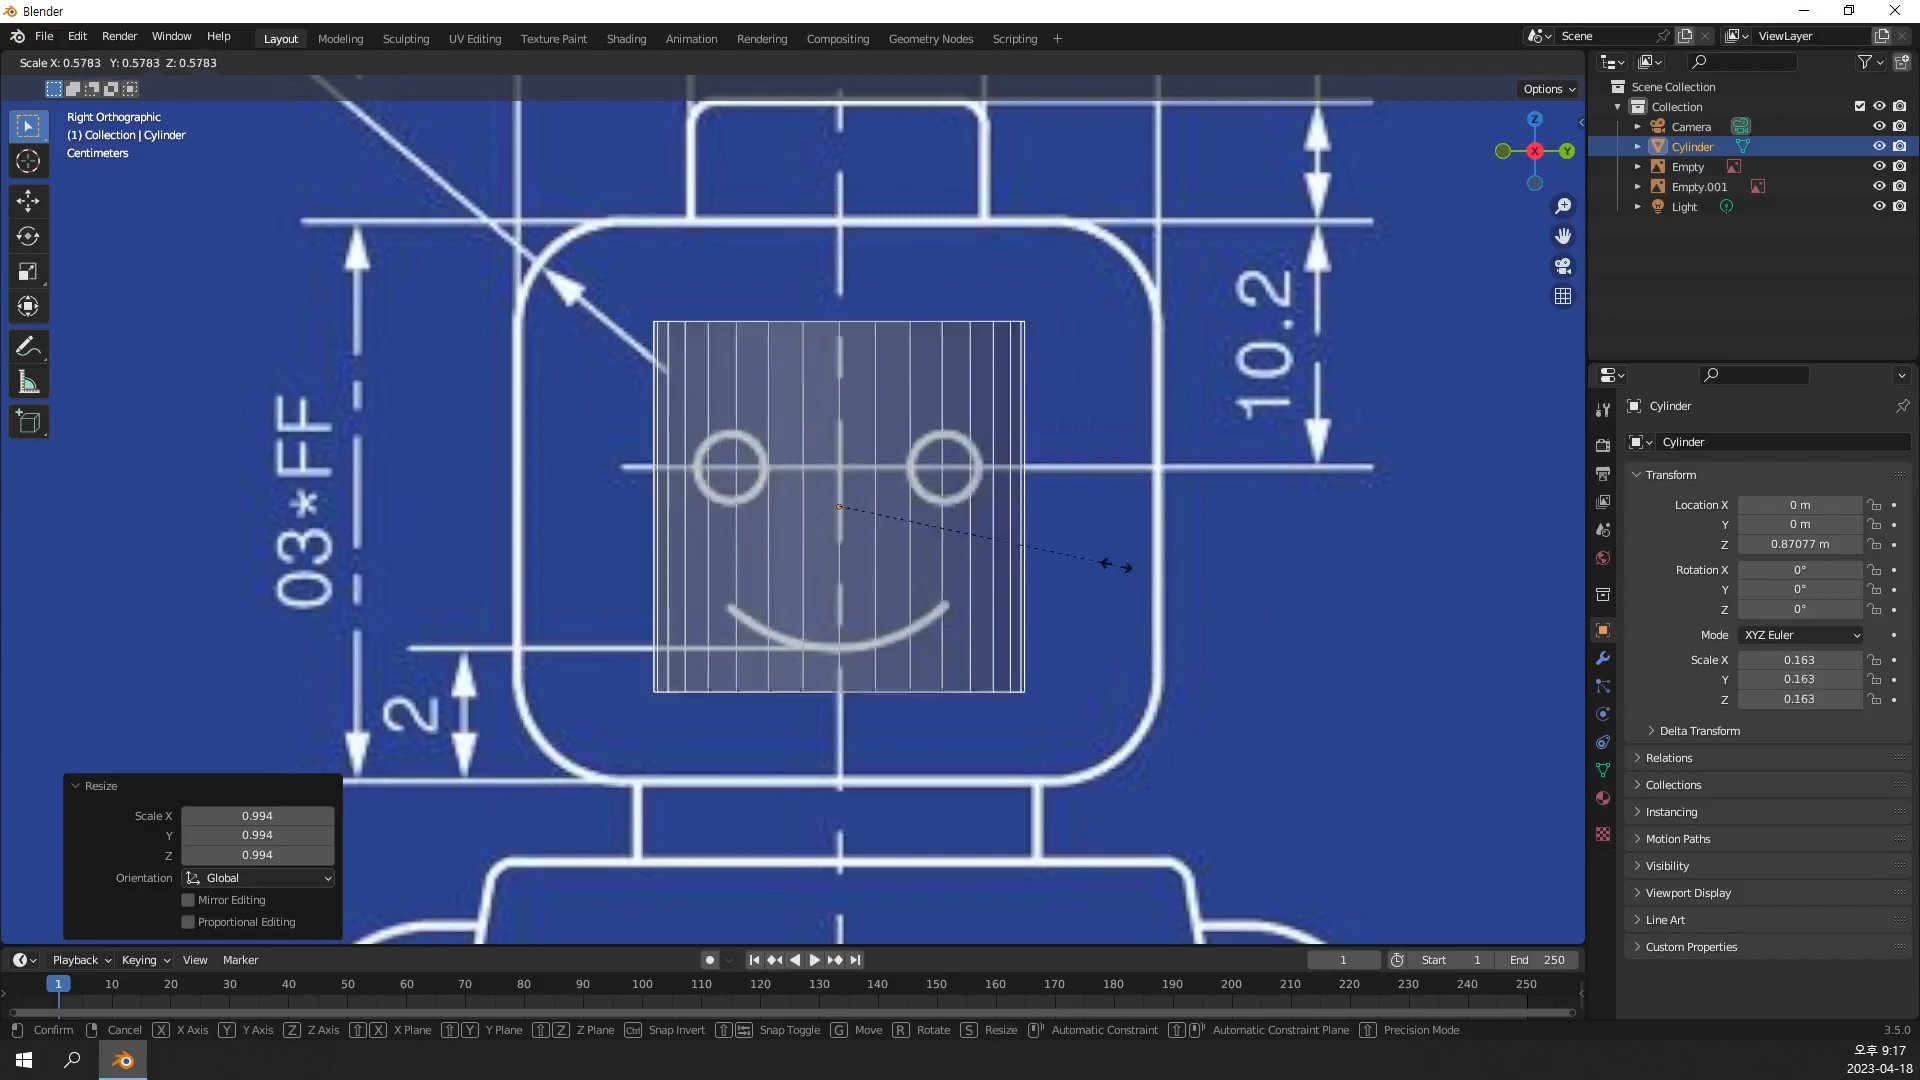 Blender
File Edit Render Window Help Layout Modeling Sculpting UV Editing Texture Paint Shading Animation Rendering Compositing Geometry Nodes Scripting +
Scene ViewLayer
Scale X: 0.5783 Y: 0.5783 Z: 0.5783
Options
Right Orthographic
(1) Collection | Cylinder
Centimeters
Z
X
Y
03*FF
10.2
2
Resize
Scale X 0.994
Y 0.994
Z 0.994
Orientation Global
Mirror Editing
Proportional Editing
Scene Collection
Collection
Camera
Cylinder
Empty
Empty.001
Light
Cylinder
Cylinder
Transform
Location X 0 m
Y 0 m
Z 0.87077 m
Rotation X 0°
Y 0°
Z 0°
Mode XYZ Euler
Scale X 0.163
Y 0.163
Z 0.163
Delta Transform
Relations
Collections
Instancing
Motion Paths
Visibility
Viewport Display
Line Art
Custom Properties
Playback Keying View Marker
1 Start 1 End 250
1 10 20 30 40 50 60 70 80 90 100 110 120 130 140 150 160 170 180 190 200 210 220 230 240 250
Confirm Cancel X X Axis Y Y Axis Z Z Axis X X Plane Y Y Plane Z Z Plane Ctrl Snap Invert Snap Toggle G Move R Rotate S Resize Automatic Constraint Automatic Constraint Plane Precision Mode
3.5.0
오후 9:17
2023-04-18